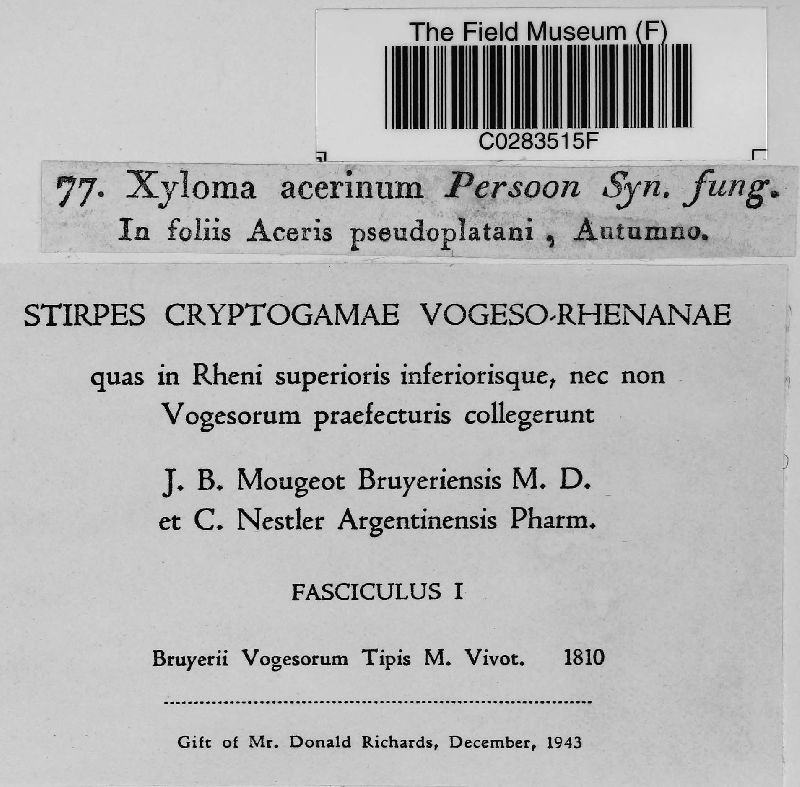 The Field Museum (F)
C0283515F
77. Xyloma acerinum Persoon Syn. fung.
In foliis Aceris pseudoplatani, Autumno.
STIRPES CRYPTOGAMAE VOGESO-RHENANAE
quas in Rheni superioris inferiorisque, nec non
Vogesorum praefecturis collegerunt
J. B. Mougeot Bruyeriensis M. D.
et C. Nestler Argentinensis Pharm.
FASCICULUS I
Bruyerii Vogesorum Tipis M. Vivot. 1810
Gift of Mr. Donald Richards, December, 1943